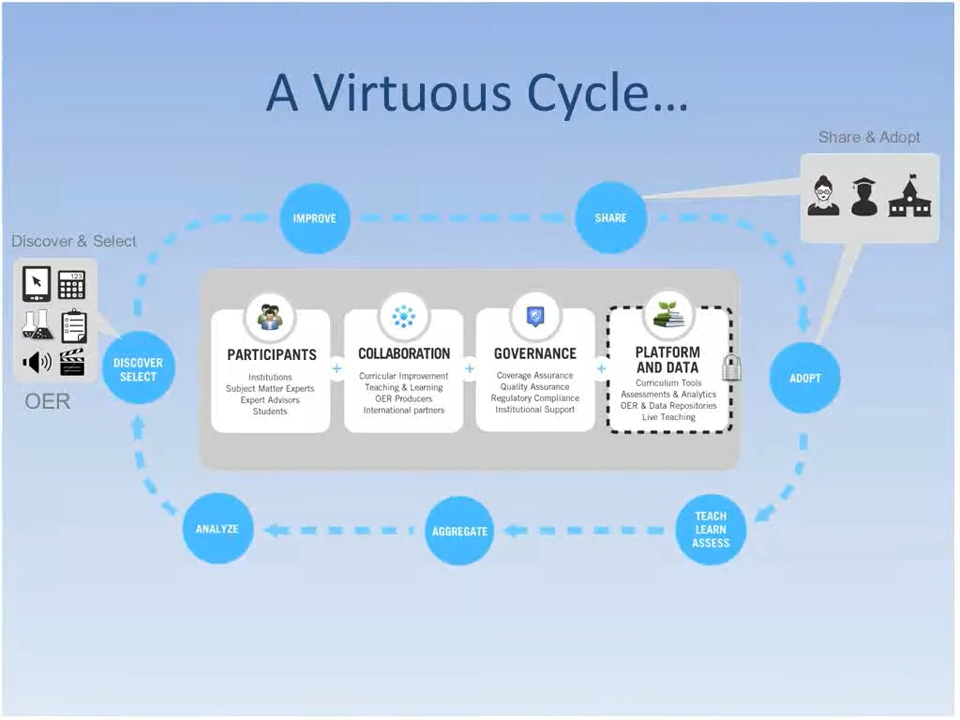 A Virtuous Cycle...
Share & Adopt
IMPROVE
SHARE
Discover & Select
123
DISCOVER
SELECT
OER
PARTICIPANTS
Institutions
Subject Matter Experts
Expert Advisors
Students
+
COLLABORATION
Curricular Improvement
Teaching & Learning
OER Producers
International partners
+
GOVERNANCE
Coverage Assurance
Quality Assurance
Regulatory Compliance
Institutional Support
+
PLATFORM
AND DATA
Curriculum Tools
Assessments & Analytics
OER & Data Repositories
Live Teaching
ADOPT
ANALYZE
AGGREGATE
TEACH
LEARN
ASSESS